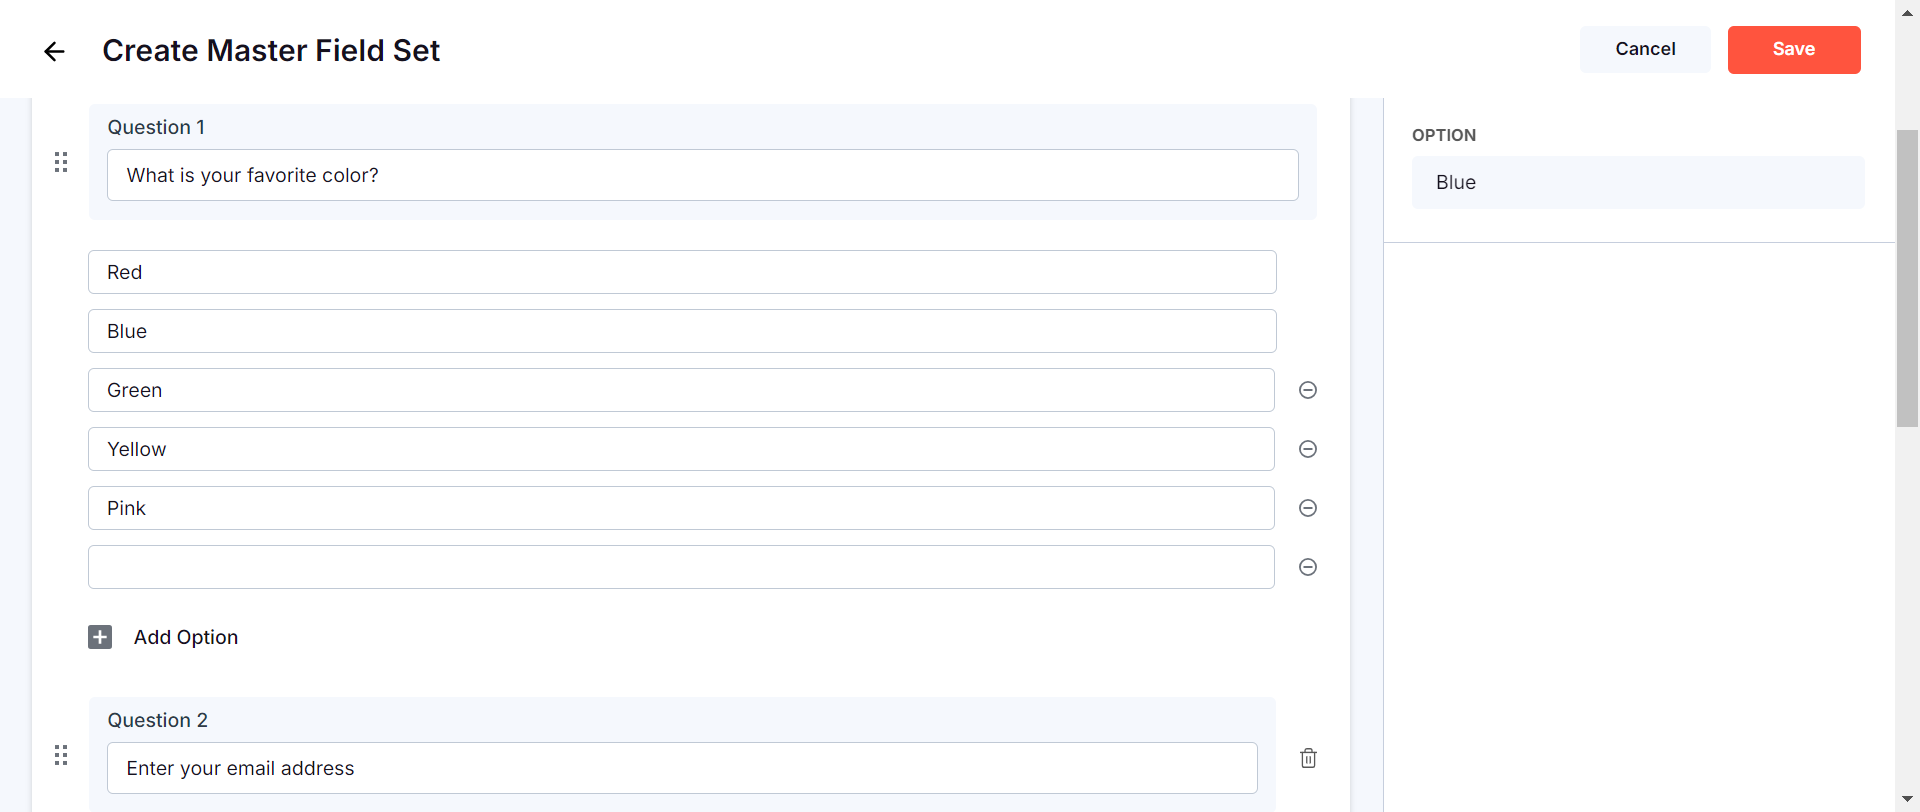 Create Master Field Set
Cancel
Save
Question 1
What is your favorite color?
Red
Blue
Green
Yellow
Pink
Add Option
Question 2
Enter your email address
OPTION
Blue